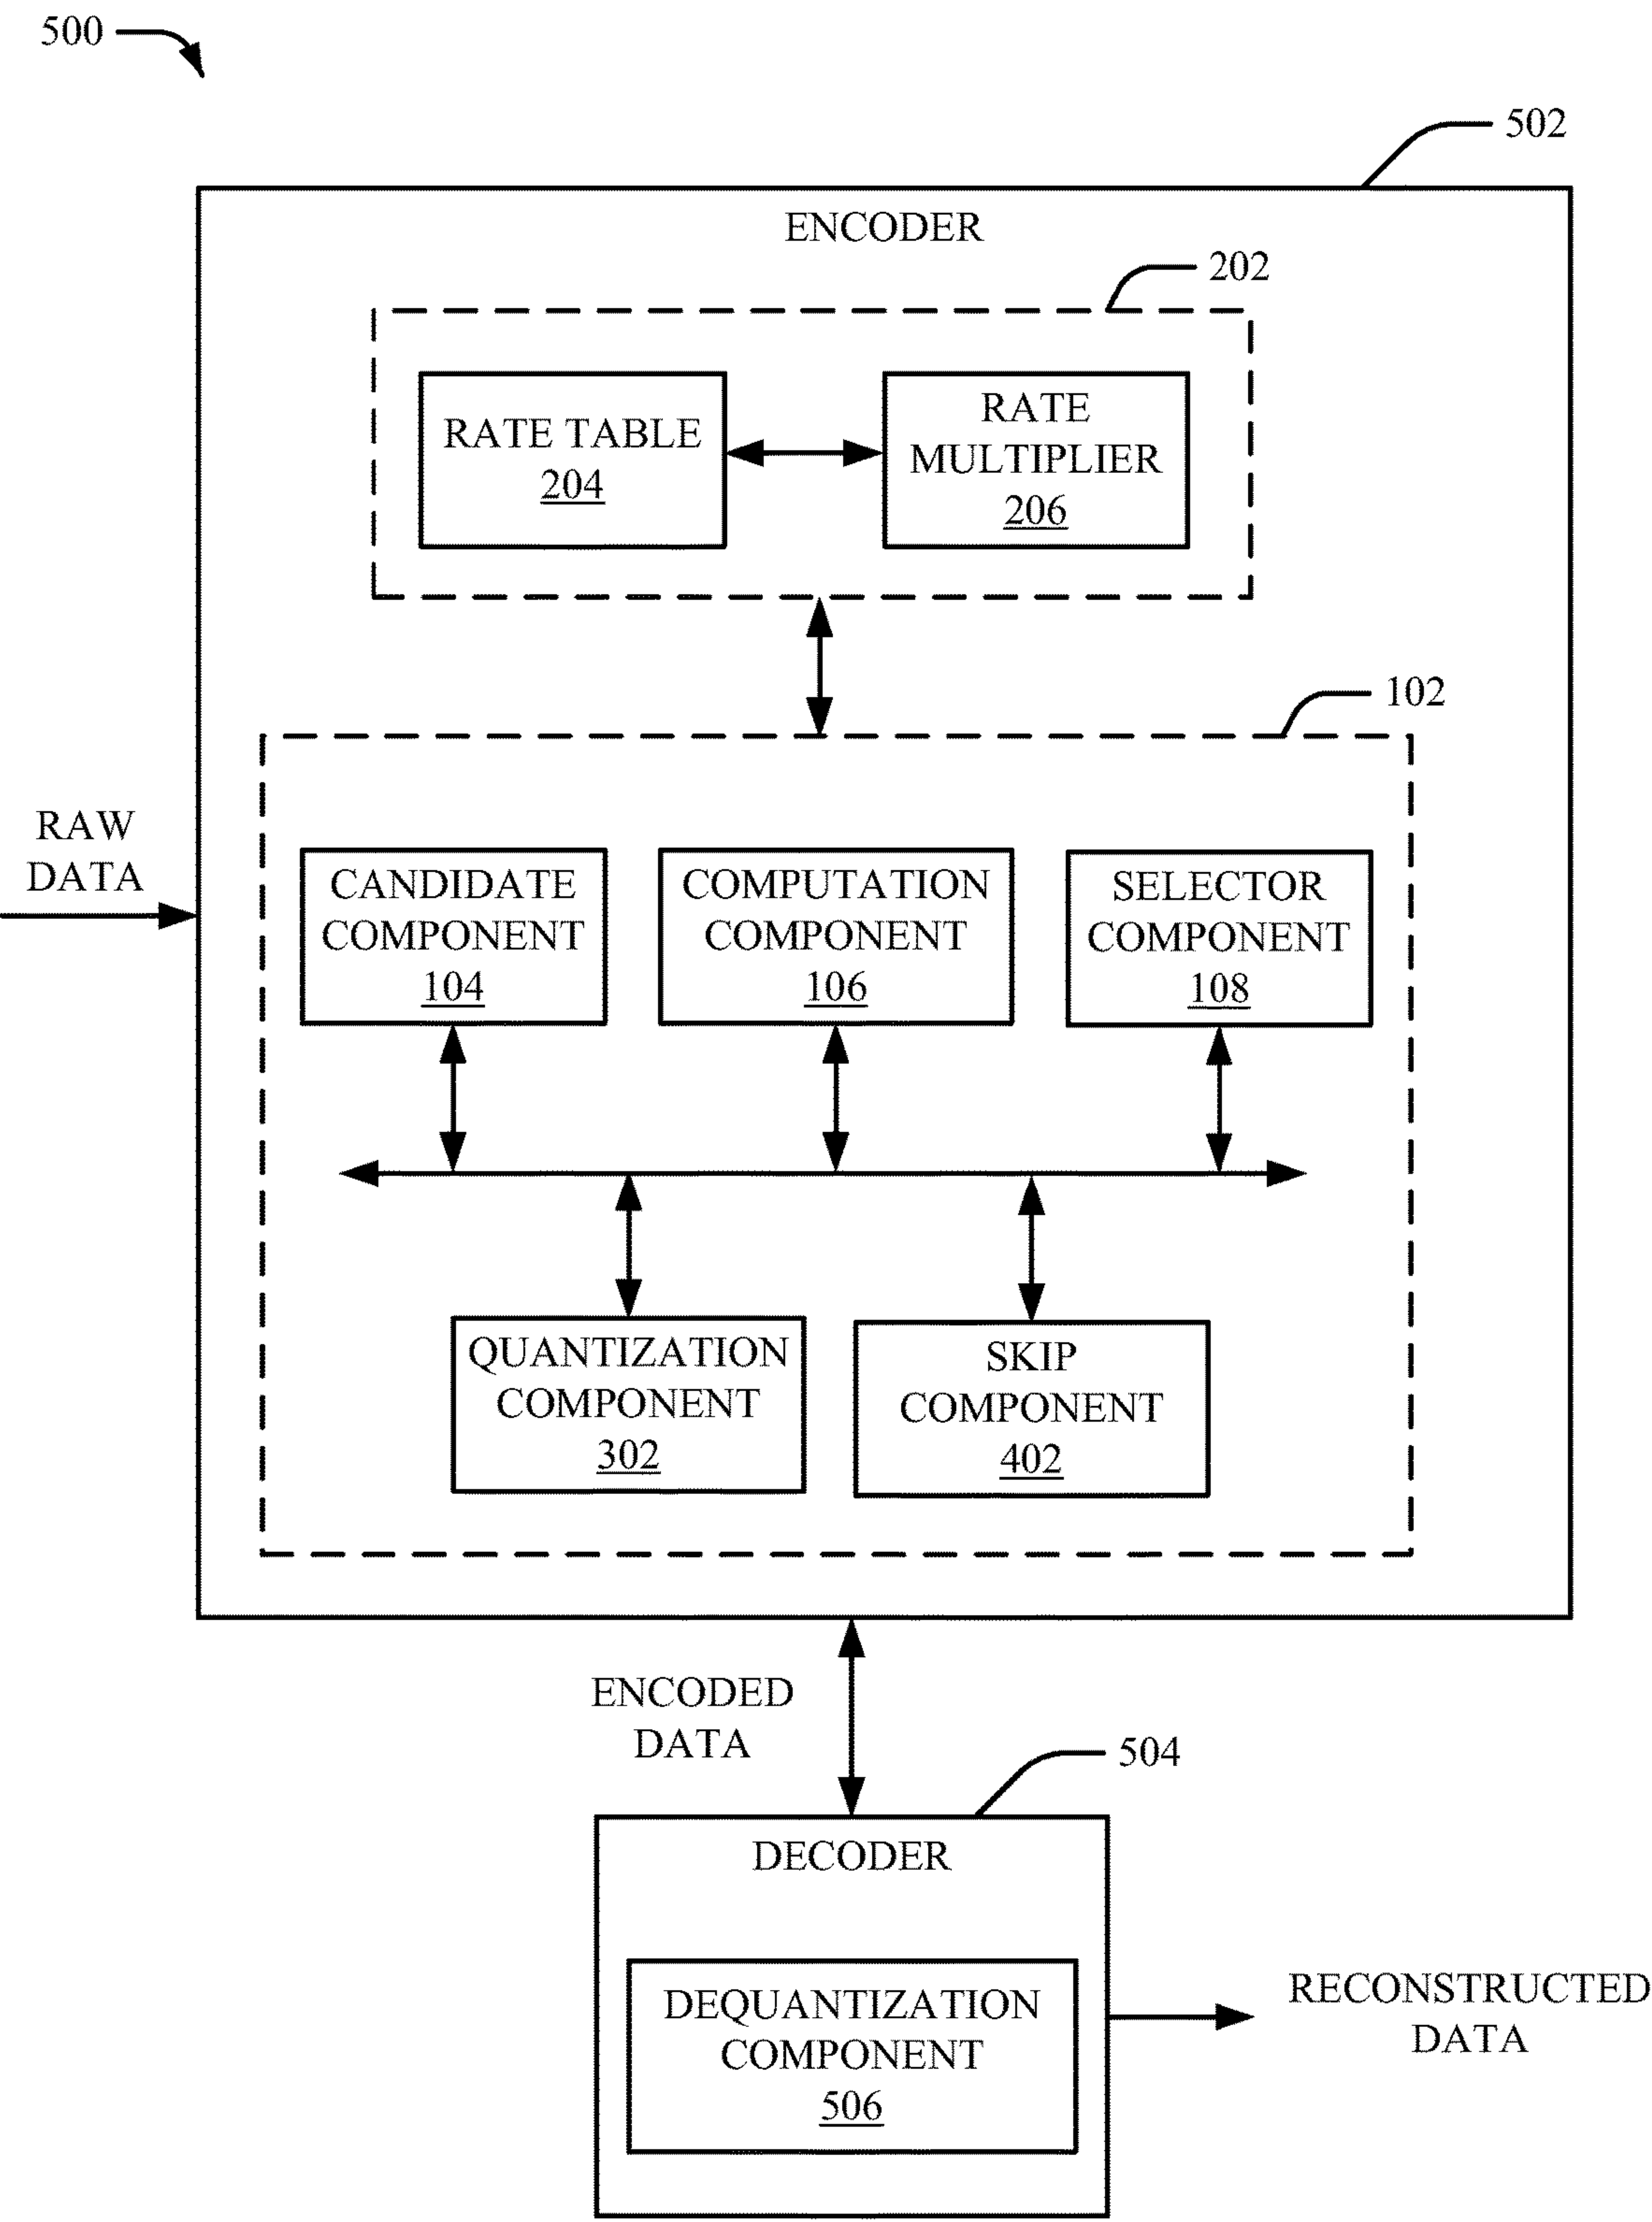 500
502
ENCODER
202
RATE TABLE
204
RATE
MULTIPLIER
206
102
RAW
DATA
CANDIDATE
COMPONENT
104
COMPUTATION
COMPONENT
106
SELECTOR
COMPONENT
108
QUANTIZATION
COMPONENT
302
SKIP
COMPONENT
402
ENCODED
DATA
504
DECODER
DEQUANTIZATION
COMPONENT
506
RECONSTRUCTED
DATA